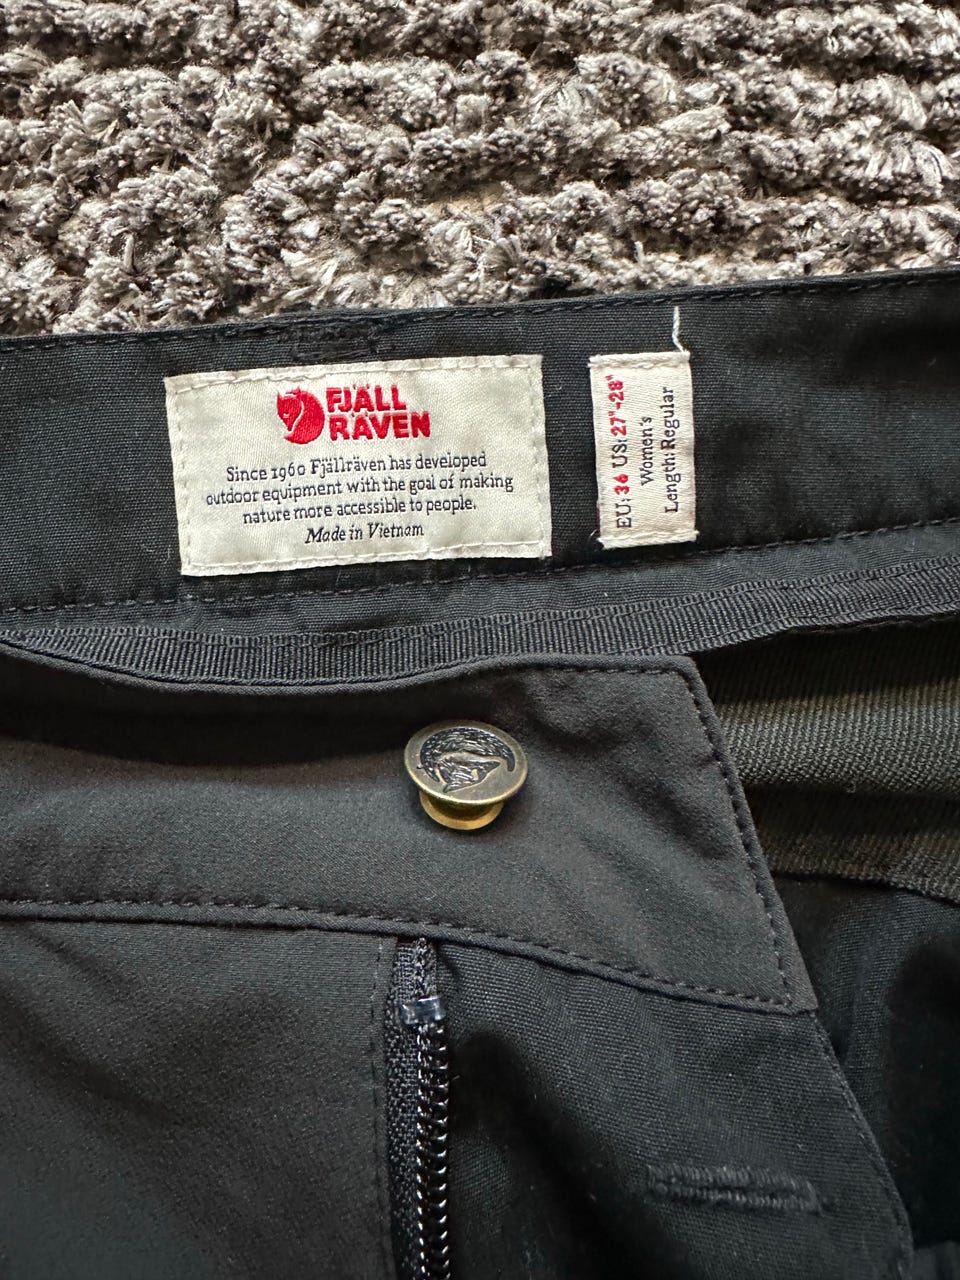 FJÄLL
RÄVEN
Since 1960 Fjällräven has developed
outdoor equipment with the goal of making
nature more accessible to people.
Made in Vietnam
EU: 36 US: 27"-28"
Women's
Length: Regular